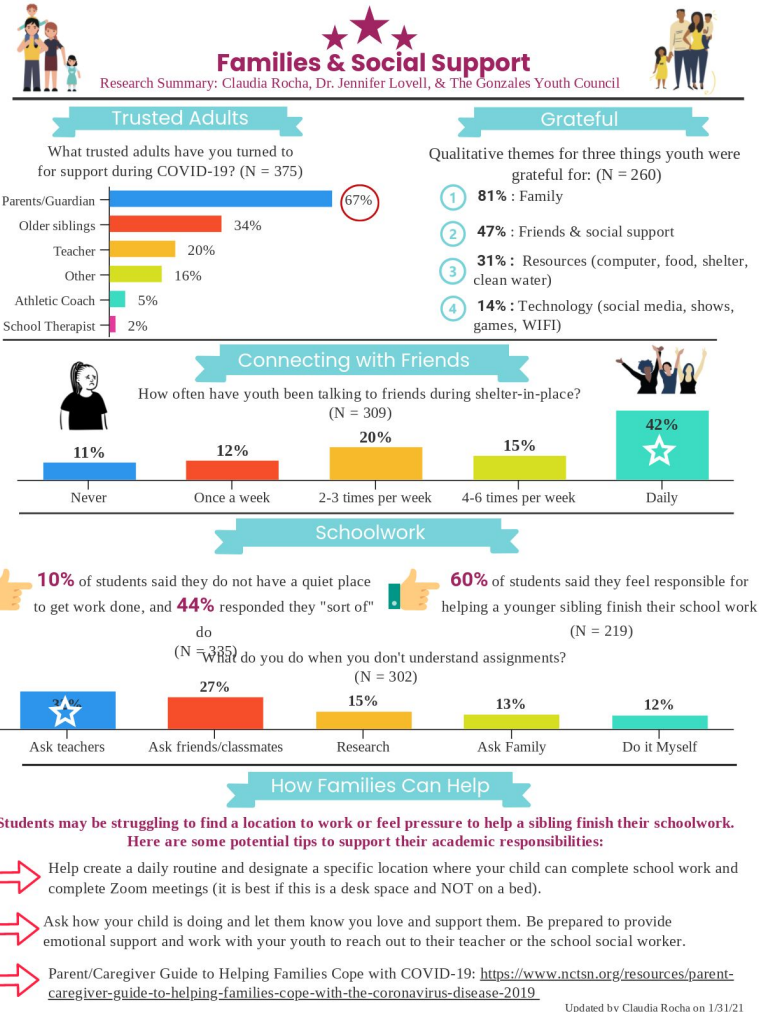 Families & Social Support
Research Summary: Claudia Rocha, Dr. Jennifer Lovell, & The Gonzales Youth Council
Trusted Adults
What trusted adults have you turned to
for support during COVID-19? (N = 375)
Parents/Guardian 67%
Older siblings 34%
Teacher 20%
Other 16%
Athletic Coach 5%
School Therapist 2%
Grateful
Qualitative themes for three things youth were
grateful for: (N = 260)
1 81% : Family
2 47% : Friends & social support
3 31% : Resources (computer, food, shelter,
clean water)
4 14% : Technology (social media, shows,
games, WIFI)
Connecting with Friends
How often have youth been talking to friends during shelter-in-place?
(N = 309)
11% 12% 20% 15% 42%
Never Once a week 2-3 times per week 4-6 times per week Daily
Schoolwork
10% of students said they do not have a quiet place
to get work done, and 44% responded they "sort of"
do
(N = 335)
60% of students said they feel responsible for
helping a younger sibling finish their school work
(N = 219)
What do you do when you don't understand assignments?
(N = 302)
27% 15% 13% 12%
Ask teachers Ask friends/classmates Research Ask Family Do it Myself
How Families Can Help
Students may be struggling to find a location to work or feel pressure to help a sibling finish their schoolwork.
Here are some potential tips to support their academic responsibilities:
Help create a daily routine and designate a specific location where your child can complete school work and
complete Zoom meetings (it is best if this is a desk space and NOT on a bed).
Ask how your child is doing and let them know you love and support them. Be prepared to provide
emotional support and work with your youth to reach out to their teacher or the school social worker.
Parent/Caregiver Guide to Helping Families Cope with COVID-19: https://www.nctsn.org/resources/parent-
caregiver-guide-to-helping-families-cope-with-the-coronavirus-disease-2019
Updated by Claudia Rocha on 1/31/21